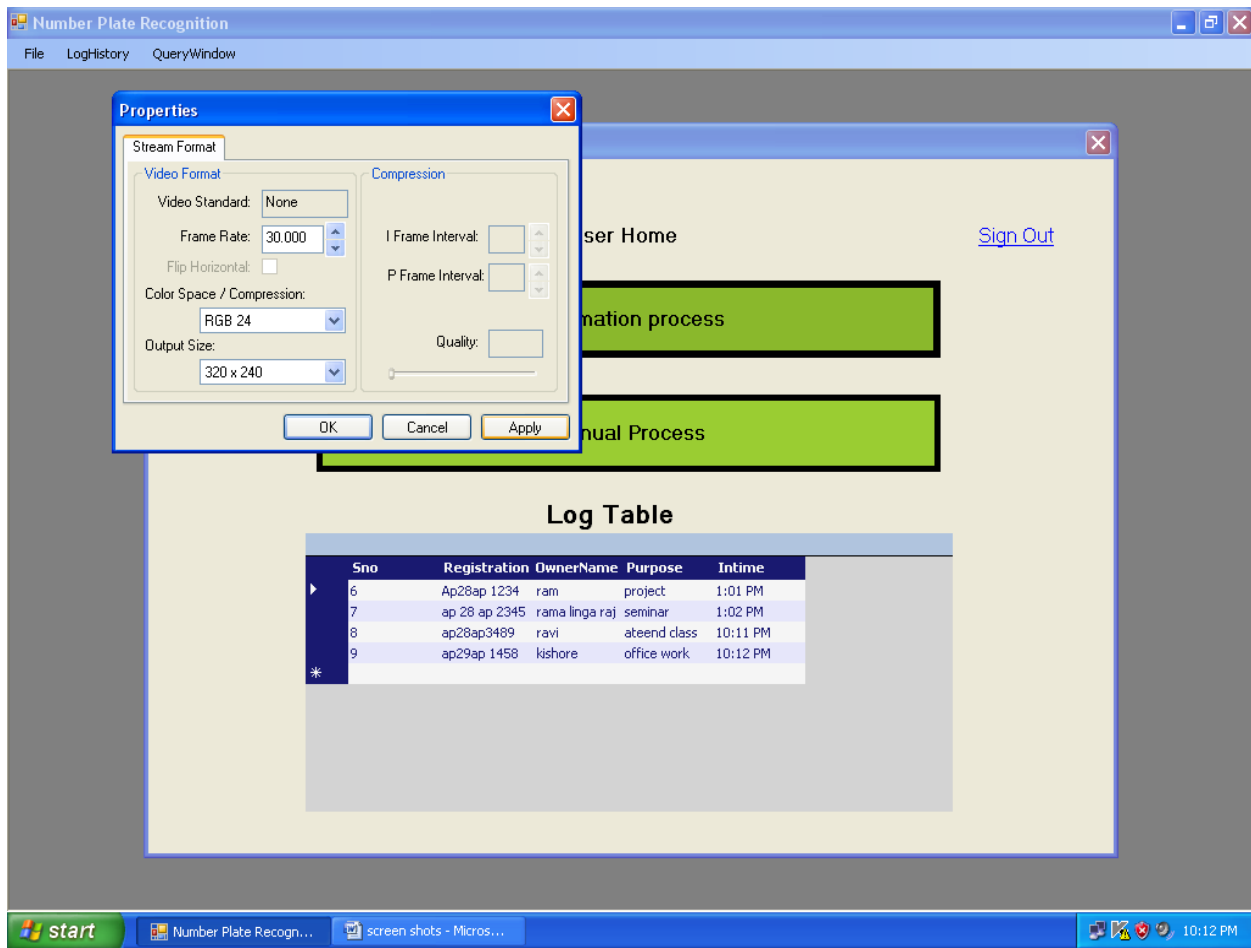 Number Plate Recognition
File LogHistory QueryWindow
Properties
Stream Format
Video Format
Video Standard: None
Frame Rate: 30.000
Flip Horizontal:
Color Space / Compression:
RGB 24
Output Size:
320 x 240
Compression
I Frame Interval:
P Frame Interval:
Quality:
OK Cancel Apply
ser Home
Sign Out
mation process
nual Process
Log Table
Sno Registration OwnerName Purpose Intime
6 Ap28ap 1234 ram project 1:01 PM
7 ap 28 ap 2345 rama linga raj seminar 1:02 PM
8 ap28ap3489 ravi ateend class 10:11 PM
9 ap29ap 1458 kishore office work 10:12 PM
start Number Plate Recogn... screen shots - Micros... 10:12 PM